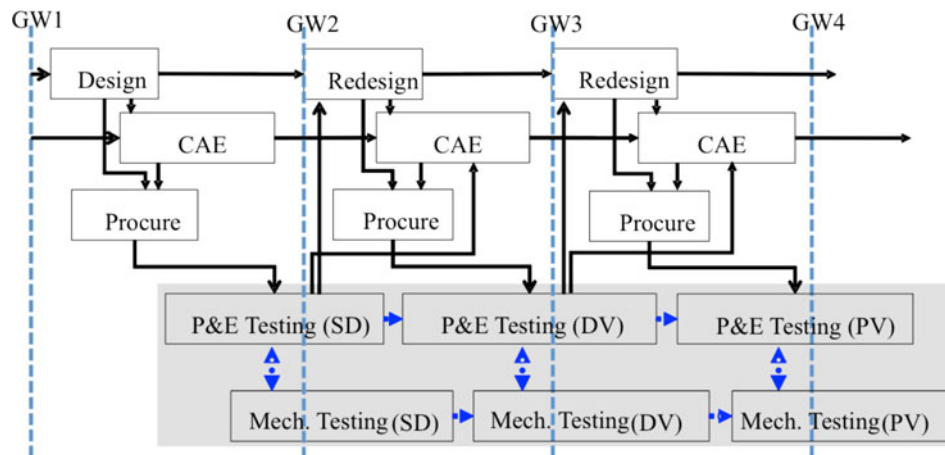 GW1
GW2
GW3
GW4
Design
Redesign
Redesign
CAE
CAE
CAE
Procure
Procure
Procure
P&E Testing (SD)
P&E Testing (DV)
P&E Testing (PV)
Mech. Testing (SD)
Mech. Testing(DV)
Mech. Testing(PV)